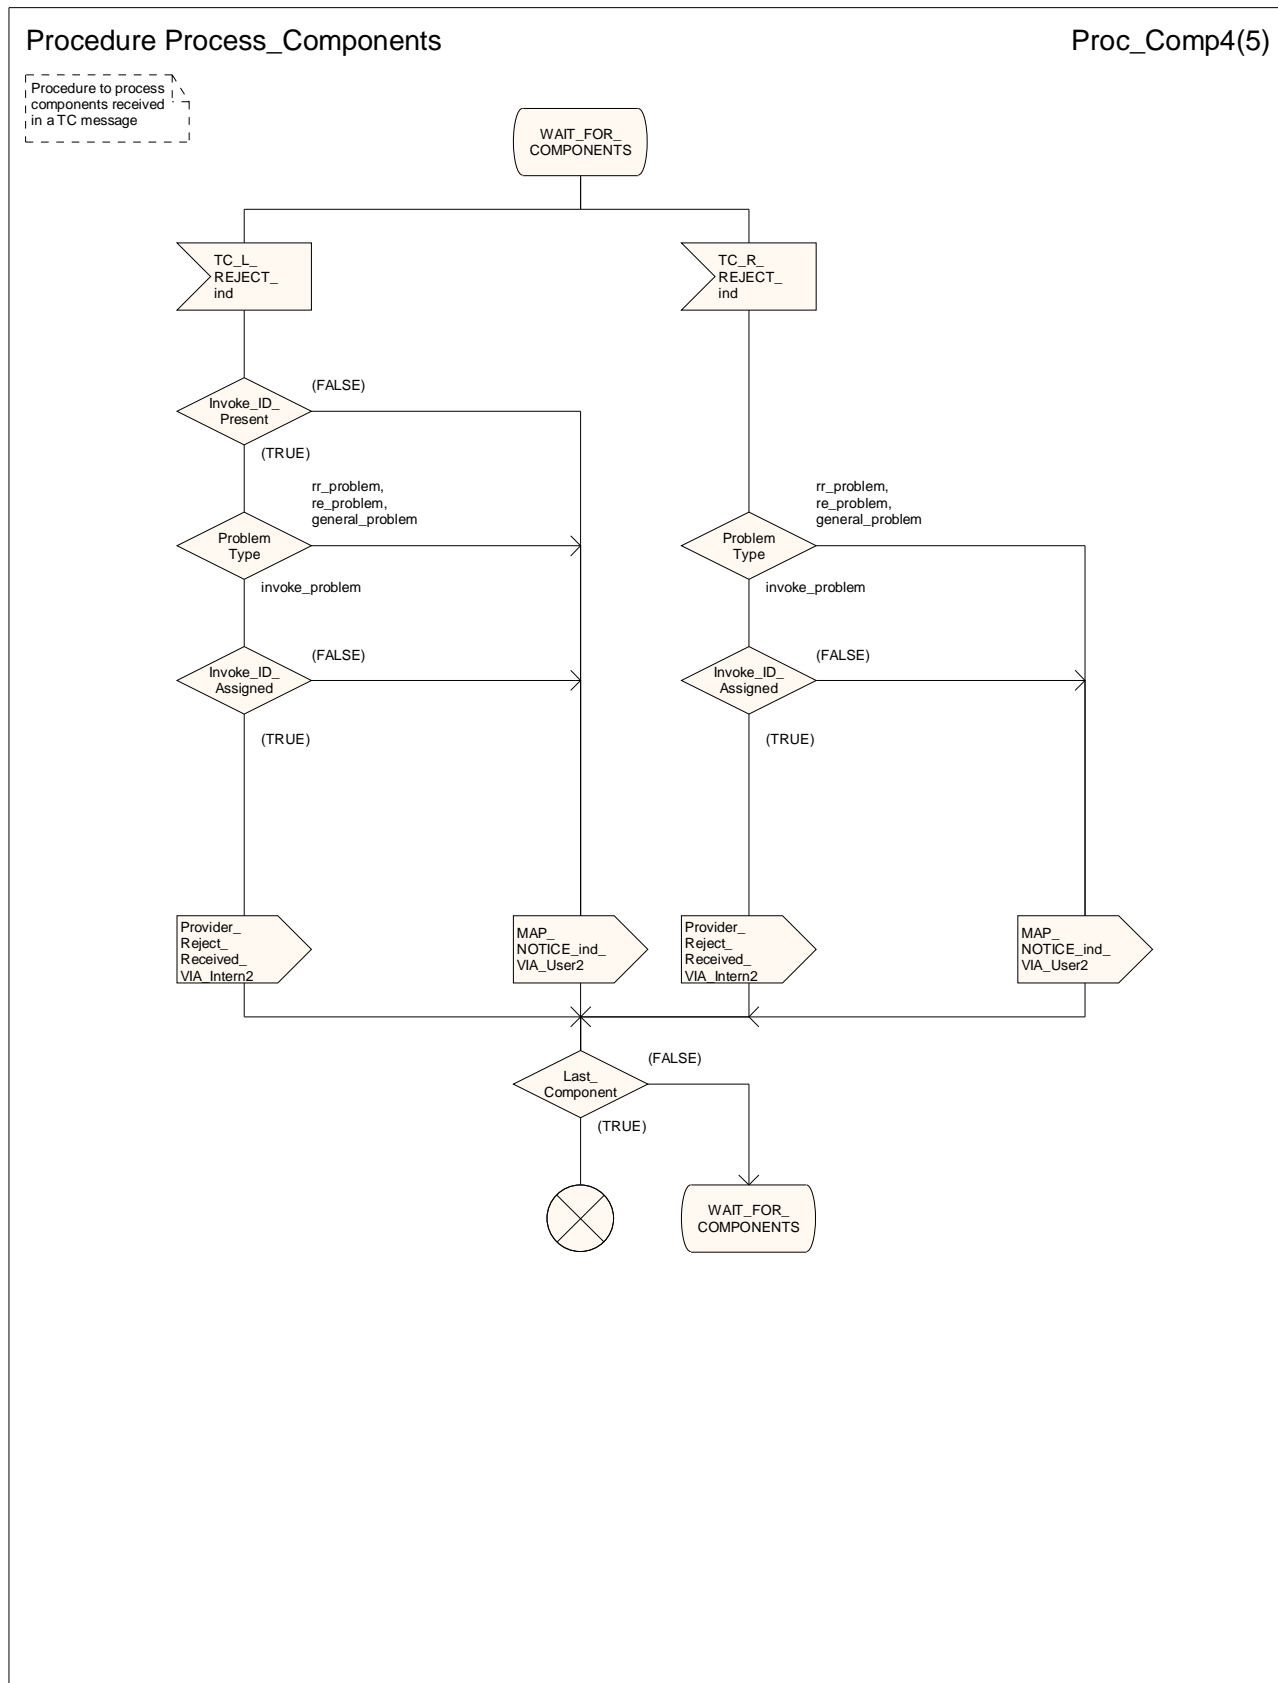 Procedure Process_Components
Proc_Comp4(5)
Procedure to process
components received
in a TC message
WAIT_FOR_
COMPONENTS
TC_L_
REJECT_
ind
TC_R_
REJECT_
ind
(FALSE)
Invoke_ID_
Present
(TRUE)
rr_problem,
re_problem,
general_problem
Problem
Type
invoke_problem
rr_problem,
re_problem,
general_problem
Problem
Type
invoke_problem
(FALSE)
Invoke_ID_
Assigned
(TRUE)
(FALSE)
Invoke_ID_
Assigned
(TRUE)
Provider_
Reject_
Received_
VIA_Intern2
MAP_
NOTICE_ind_
VIA_User2
Provider_
Reject_
Received_
VIA_Intern2
MAP_
NOTICE_ind_
VIA_User2
(FALSE)
Last_
Component
(TRUE)
WAIT_FOR_
COMPONENTS